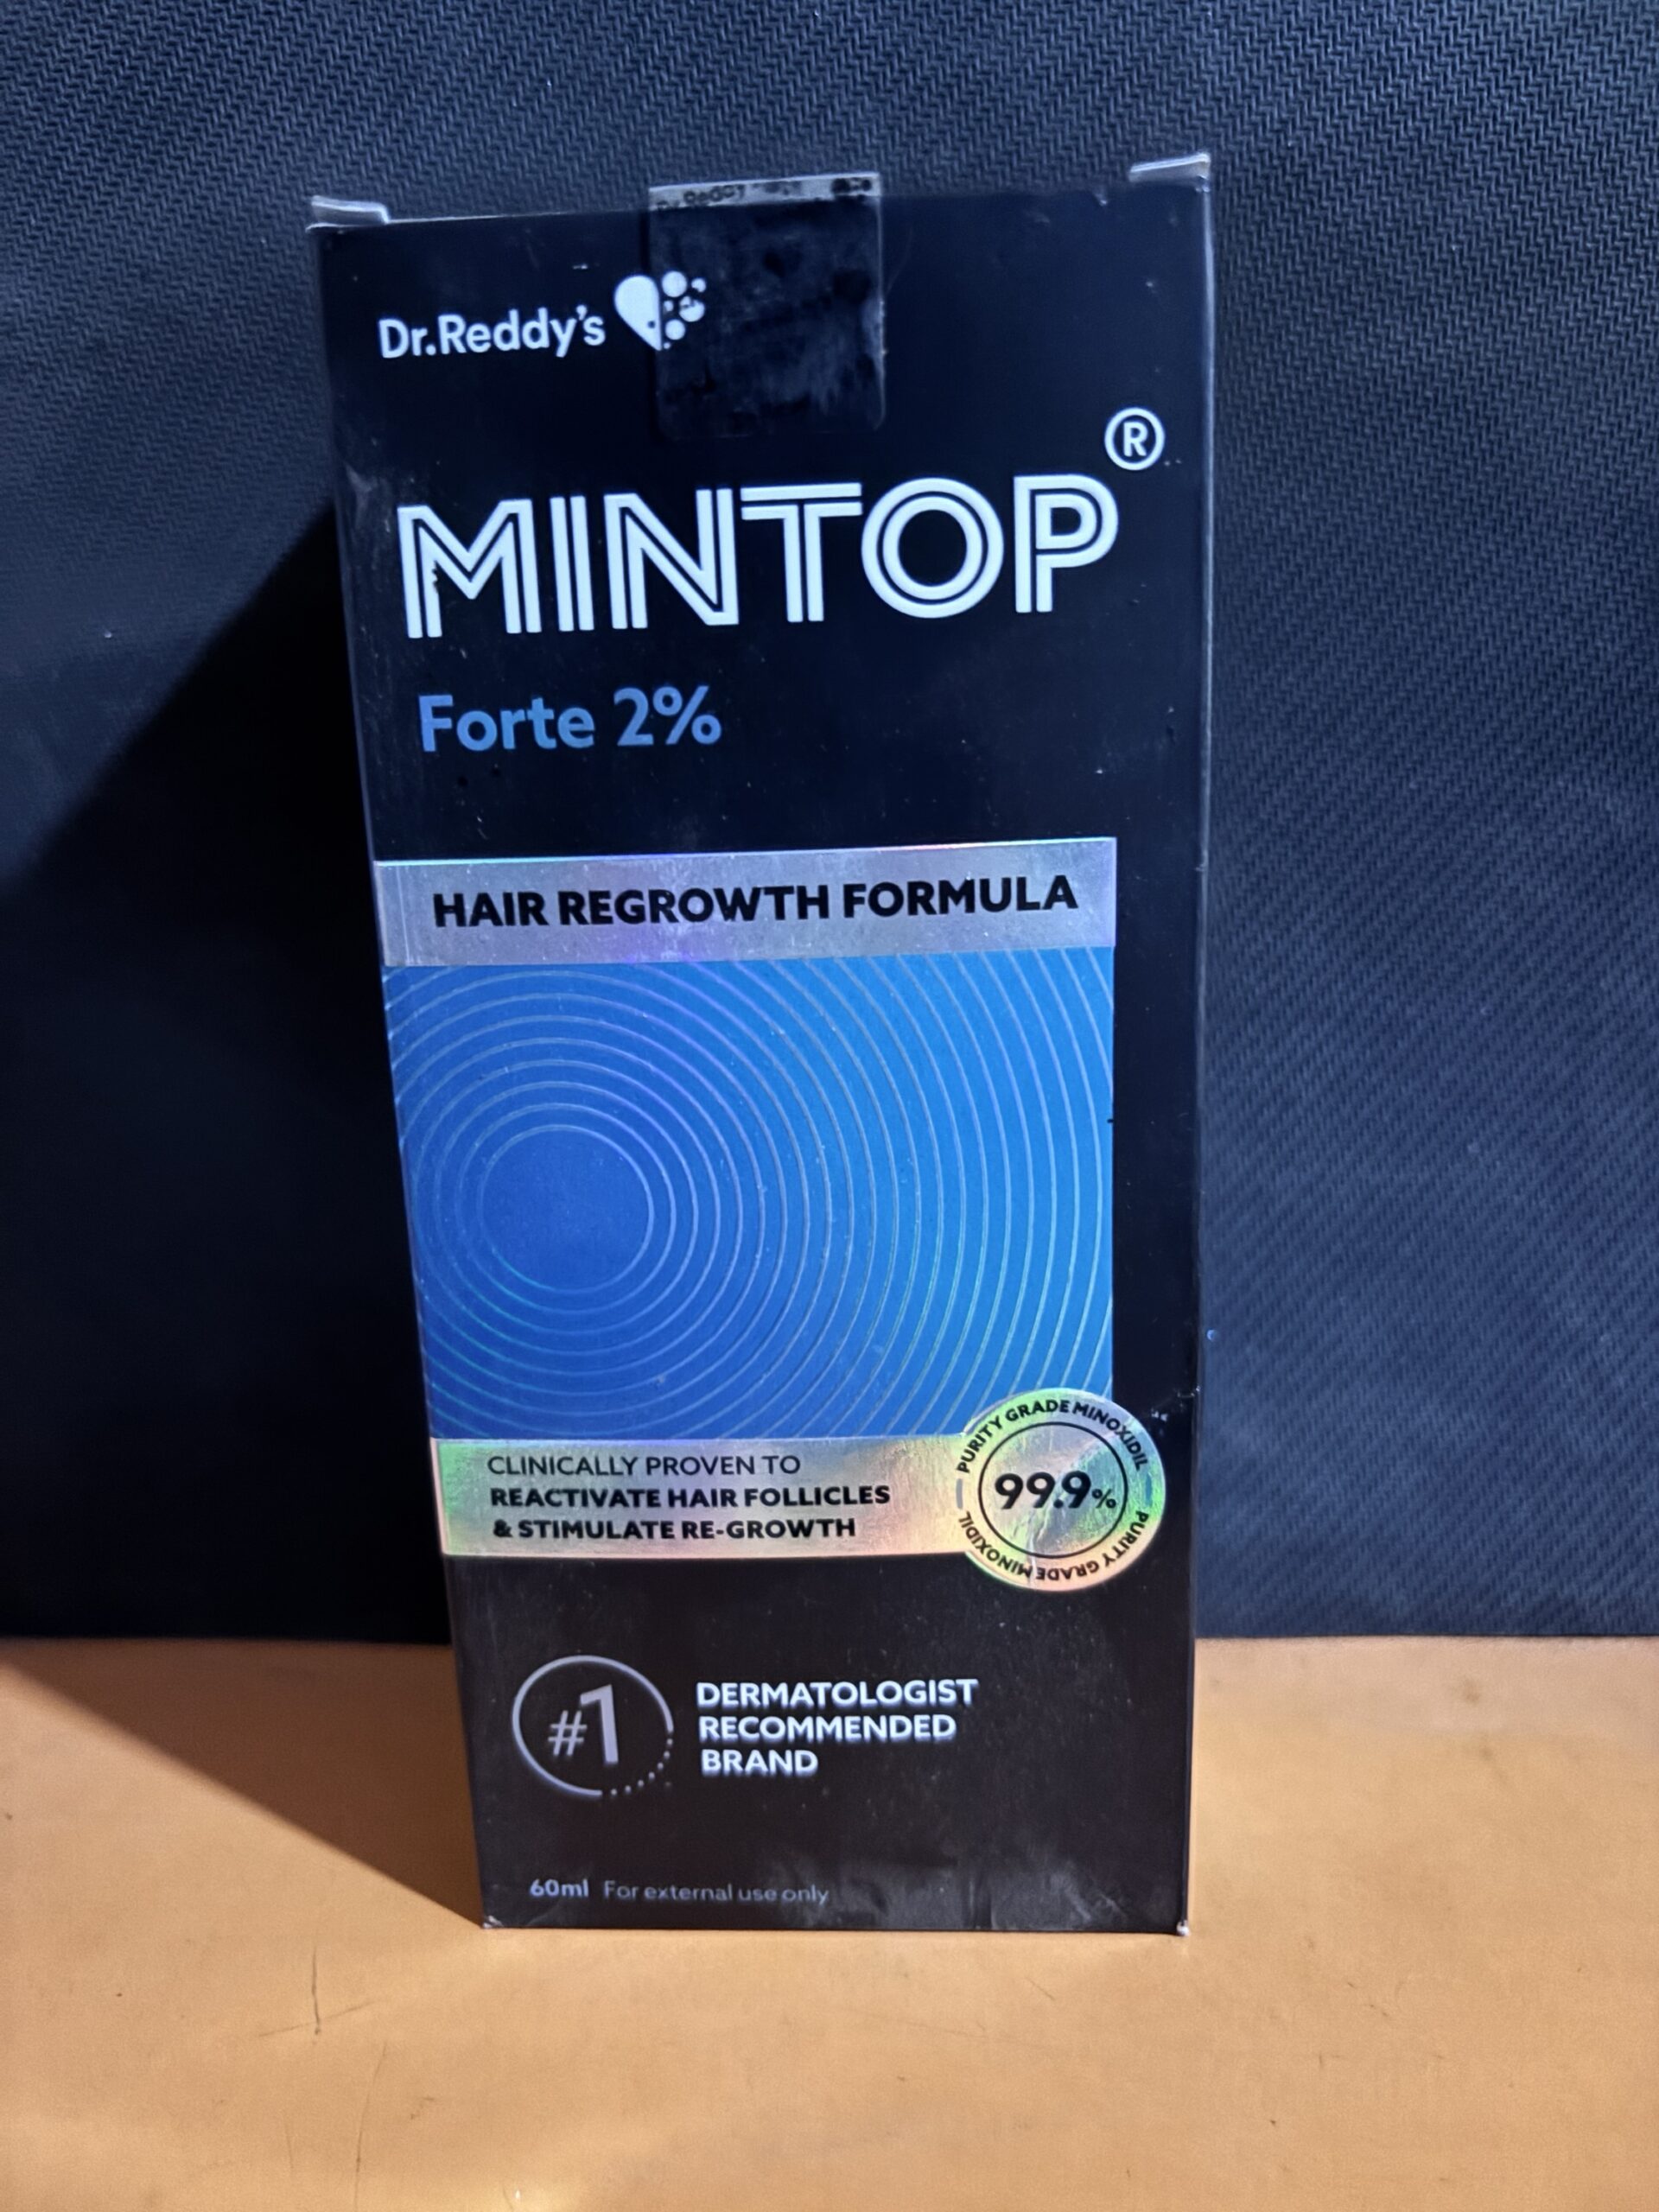 Dr.Reddy's
MINTOP®
Forte 2%
HAIR REGROWTH FORMULA
CLINICALLY PROVEN TO
REACTIVATE HAIR FOLLICLES
& STIMULATE RE-GROWTH
PURITY GRADE MINOXIDIL
99.9%
PURITY GRADE MINOXIDIL
#1
DERMATOLOGIST
RECOMMENDED
BRAND
60ml For external use only